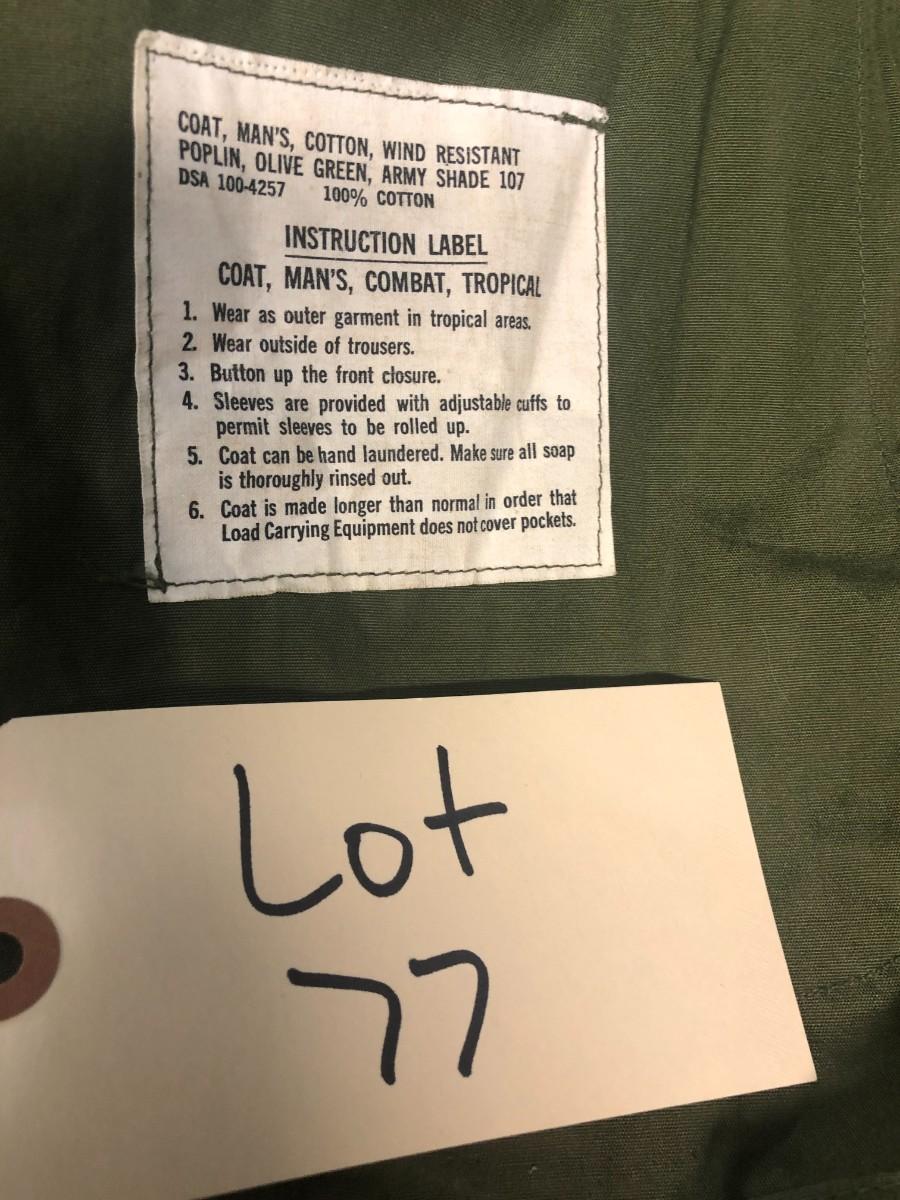 COAT, MAN'S, COTTON, WIND RESISTANT
POPLIN, OLIVE GREEN, ARMY SHADE 107
DSA 100-4257 100% COTTON
INSTRUCTION LABEL
COAT, MAN'S, COMBAT, TROPICAL
1. Wear as outer garment in tropical areas.
2. Wear outside of trousers.
3. Button up the front closure.
4. Sleeves are provided with adjustable cuffs to
permit sleeves to be rolled up.
5. Coat can be hand laundered. Make sure all soap
is thoroughly rinsed out.
6. Coat is made longer than normal in order that
Load Carrying Equipment does not cover pockets.
Lot
77